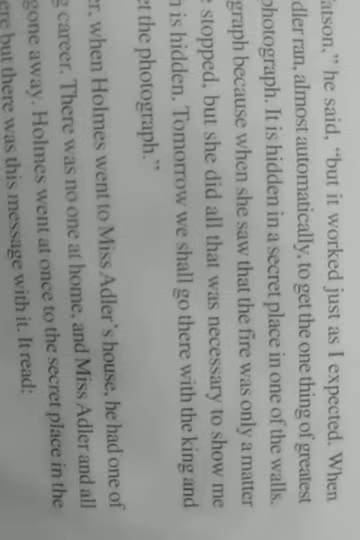 he said, "but it worked just as I expected. When
ran, almost automatically, to get the one thing of greatest
photograph. It is hidden in a secret place in one of the walls.
graph because when she saw that the fire was only a matter
stopped, but she did all that was necessary to show me
is hidden. Tomorrow we shall go there with the king and
the photograph."
when Holmes went to Miss Adler's house, he had one of
career. There was no one at home, and Miss Adler and all
gone away. Holmes went at once to the secret place in the
but there was this message with it. It read: